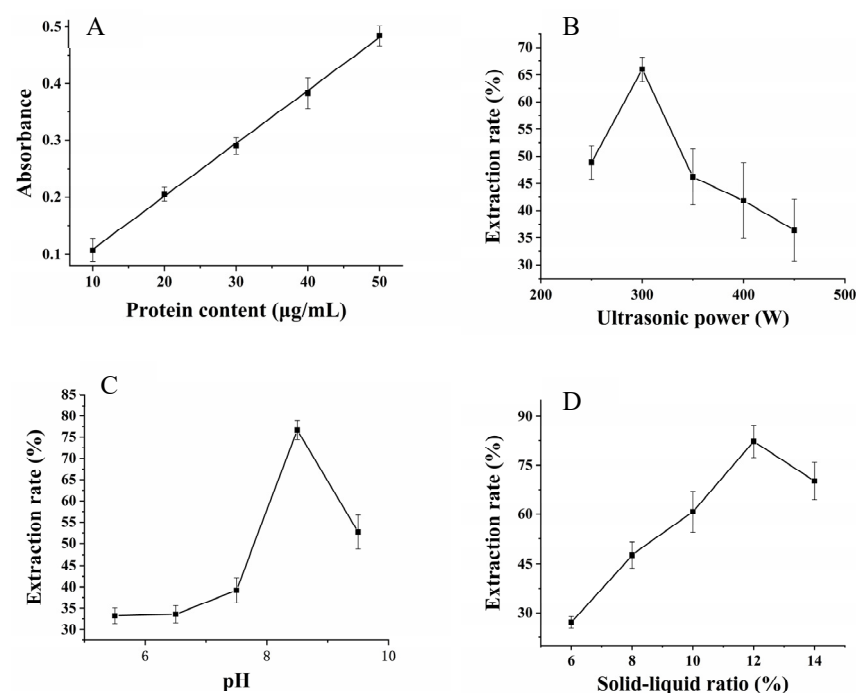 A
0.5
0.4
0.3
0.2
0.1
Absorbance
10 20 30 40 50
Protein content (μg/mL)
B
70
65
60
55
50
45
40
35
30
Extraction rate (%)
200 300 400 500
Ultrasonic power (W)
C
85
80
75
70
65
60
55
50
45
40
35
30
Extraction rate (%)
6 8 10
pH
D
90
75
60
45
30
Extraction rate (%)
6 8 10 12 14
Solid-liquid ratio (%)